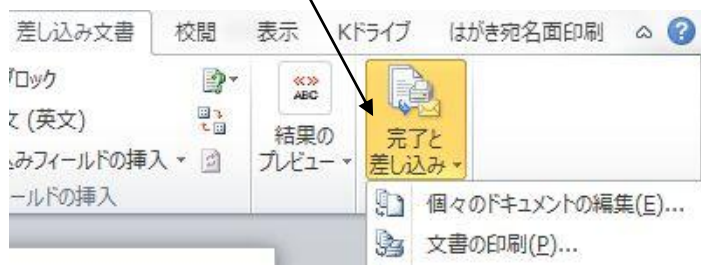 差し込み文書 校閲 表示 Kドライブ はがき宛名面印刷
ブロック
文 (英文)
込みフィールドの挿入
ールドの挿入
«»
ABC
結果の
プレビュー
完了と
差し込み
個々のドキュメントの編集(E)...
文書の印刷(P)...